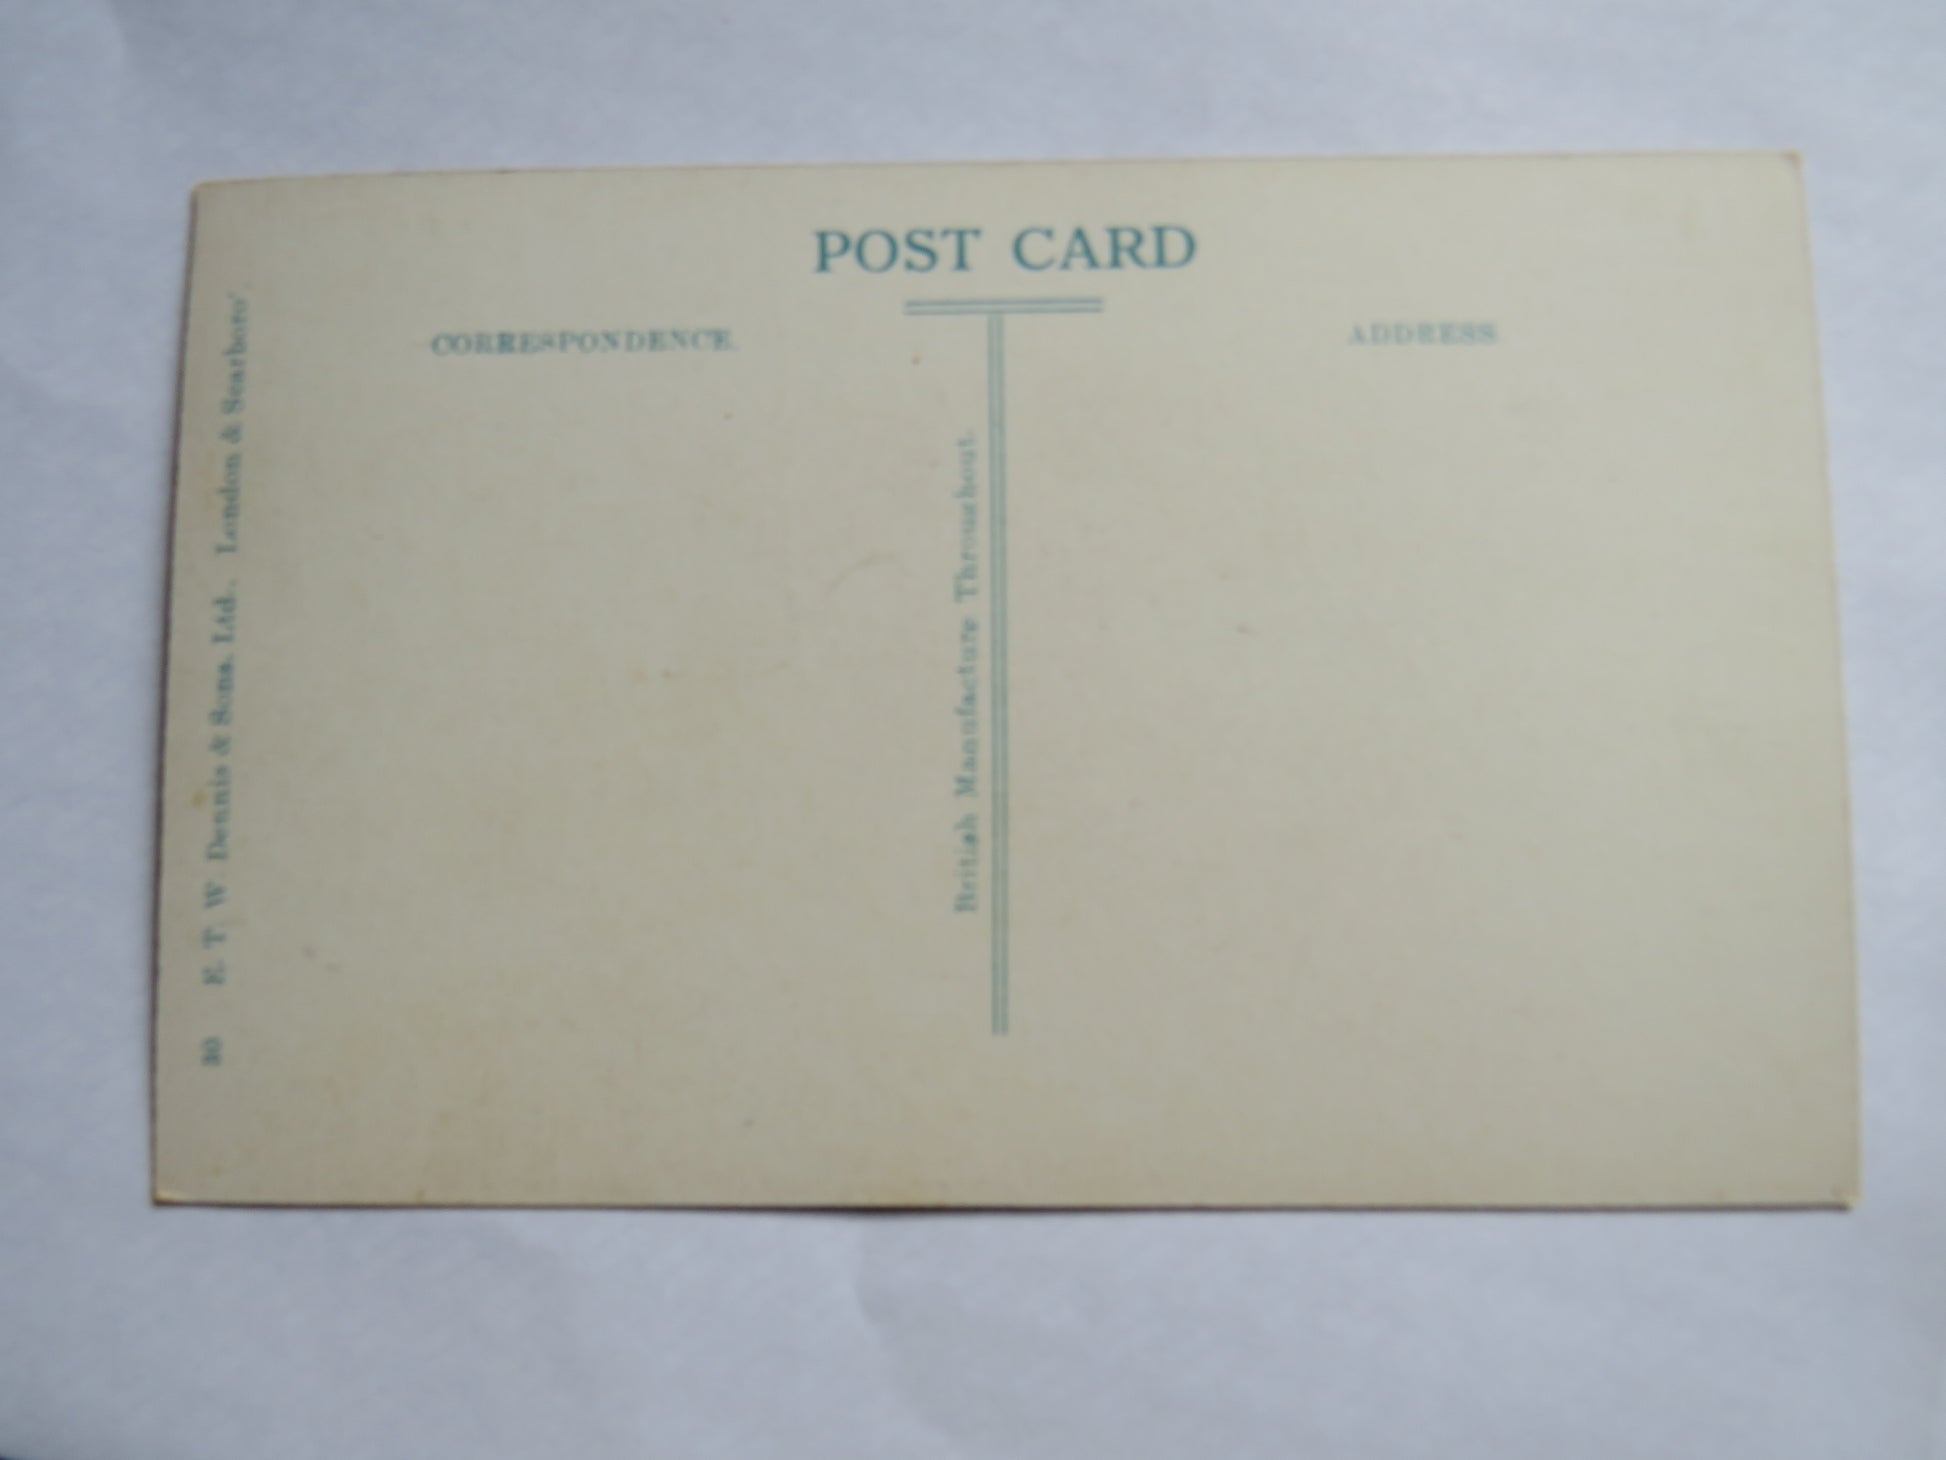 POST CARD
CORRESPONDENCE.
ADDRESS
British Manufacture Throughout.
30 E. T. W. Dennis & Sons, Ltd., London & Scarboro'.